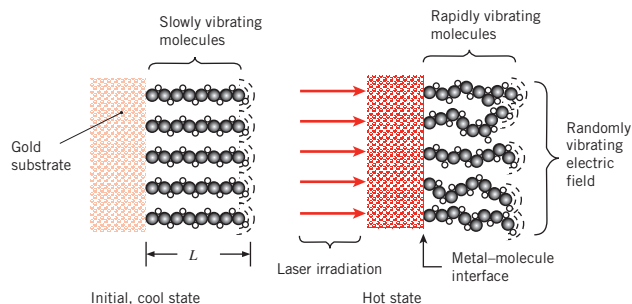 Slowly vibrating
molecules
Gold
substrate
L
Initial, cool state
Rapidly vibrating
molecules
Randomly
vibrating
electric
field
Laser irradiation
Metal–molecule
interface
Hot state